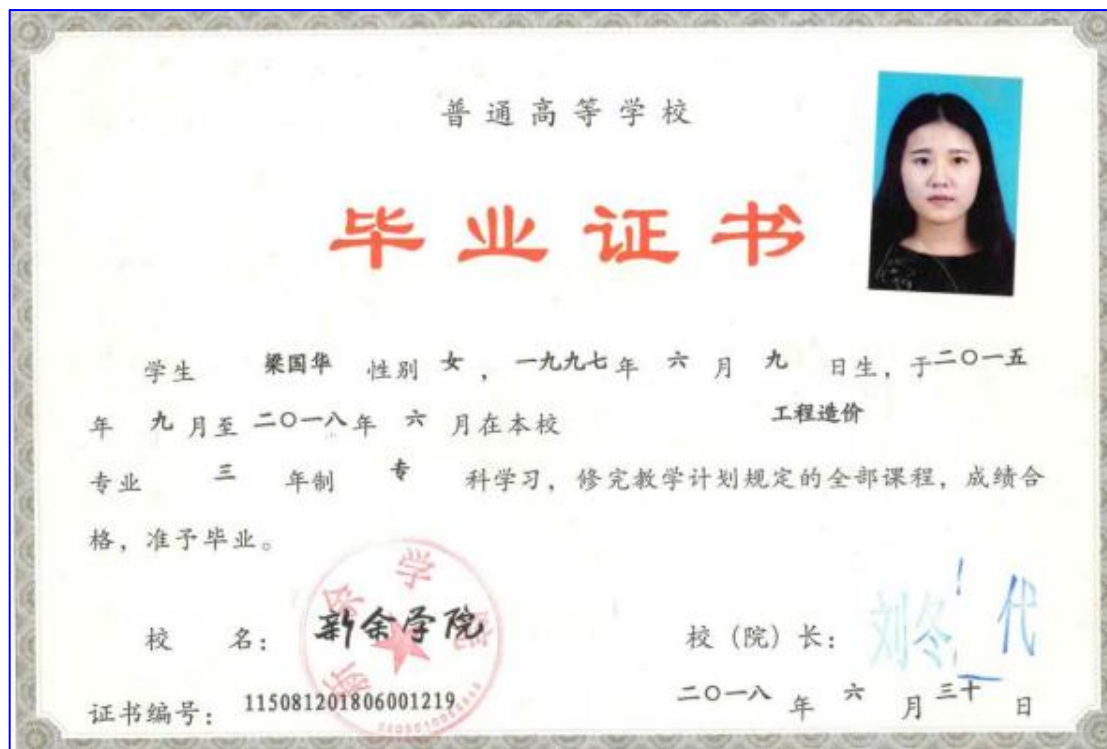 普通高等学校
毕业证书
学生 梁国华 性别 女，一九九七年 六 月 九 日生，于二〇一五
年 九 月至 二〇一八年 六 月在本校 工程造价
专业 三 年制 专 科学习，修完教学计划规定的全部课程，成绩合
格，准予毕业。
新余学院
校 名： 新余学院 校（院）长：
证书编号： 115081201806001219 二〇一八 年 六 月 三十 日